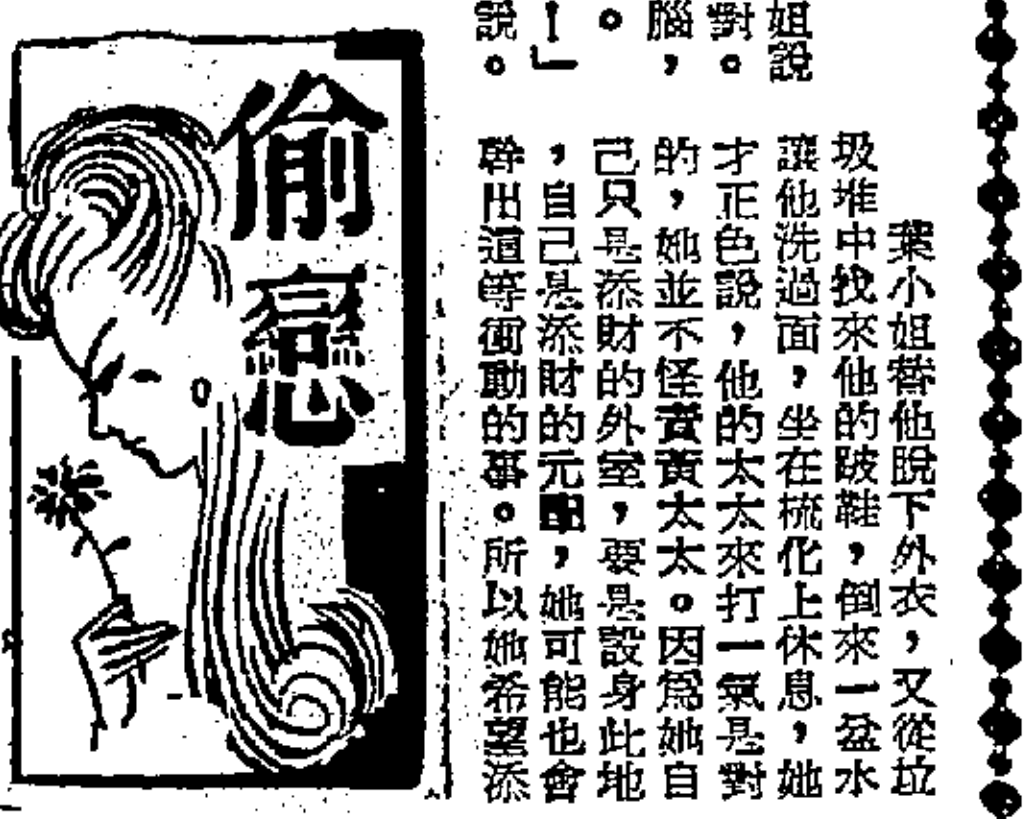 姐說
對。
腦，
。
！」
說。
葉小姐替他脫下外衣，又從垃
圾堆中找來他的跛鞋，倒來一盆水
讓他洗過面，坐在梳化上休息，她
才正色說，他的太太來打一氣是對
的，她並不怪責黃太太。因爲她自
己只是添財的外室，要是設身此地
，自己是添財的元配，她可能也會
幹出這等衝動的事。所以她希望添
偷戀